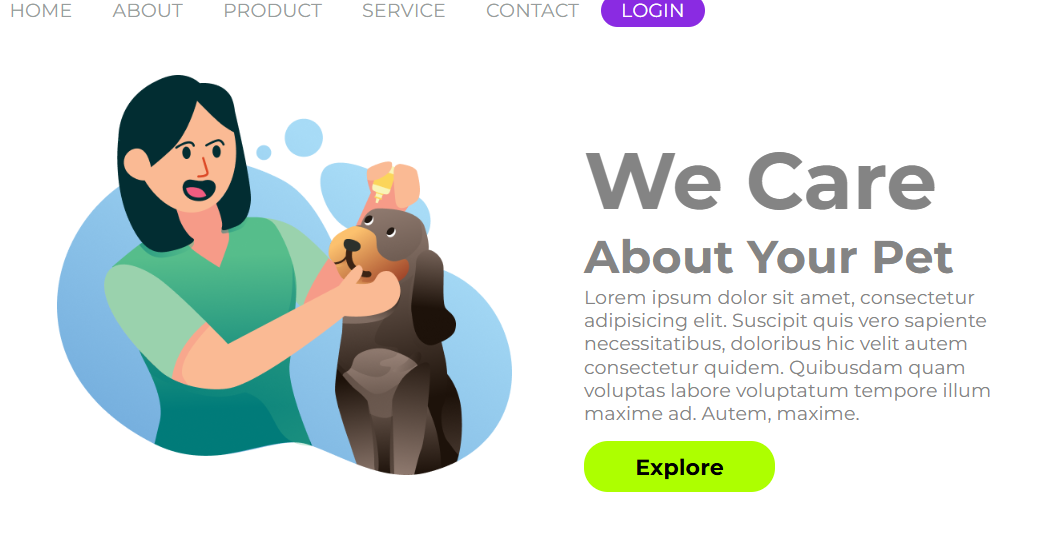 HOME ABOUT PRODUCT SERVICE CONTACT LOGIN
We Care
About Your Pet
Lorem ipsum dolor sit amet, consectetur
adipisicing elit. Suscipit quis vero sapiente
necessitatibus, doloribus hic velit autem
consectetur quidem. Quibusdam quam
voluptas labore voluptatum tempore illum
maxime ad. Autem, maxime.
Explore